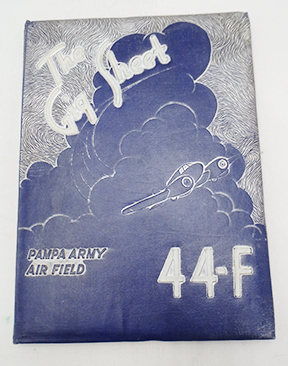 The
Gig Sheet
PAMPA ARMY
AIR FIELD
44-F